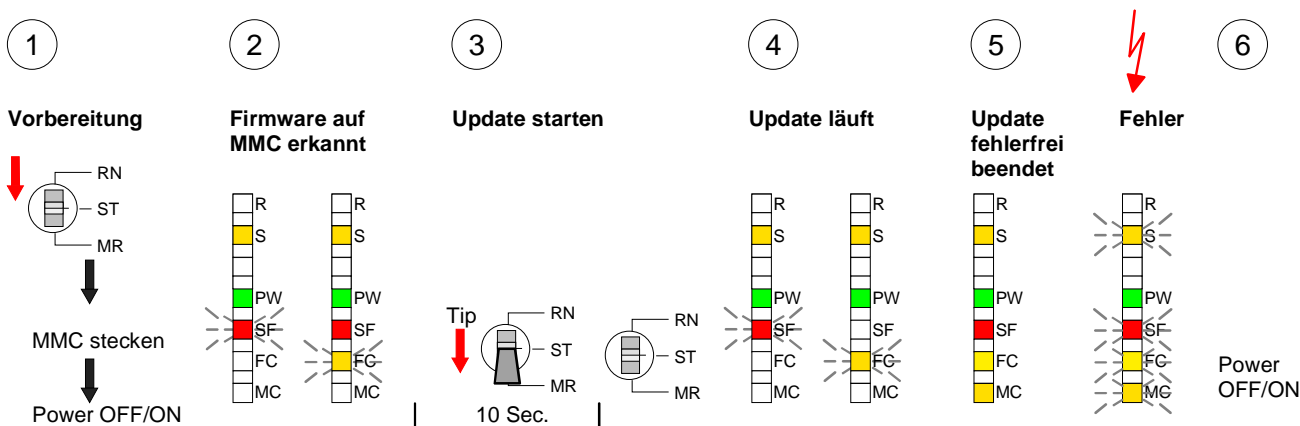 1
Vorbereitung
RN
ST
MR
MMC stecken
Power OFF/ON
2
Firmware auf
MMC erkannt
R
S
PW
SF
FC
MC
R
S
PW
SF
FC
MC
3
Update starten
Tip
RN
ST
MR
10 Sec.
RN
ST
MR
4
Update läuft
R
S
PW
SF
FC
MC
R
S
PW
SF
FC
MC
5
Update
fehlerfrei
beendet
R
S
PW
SF
FC
MC
Fehler
R
S
PW
SF
FC
MC
6
Power
OFF/ON